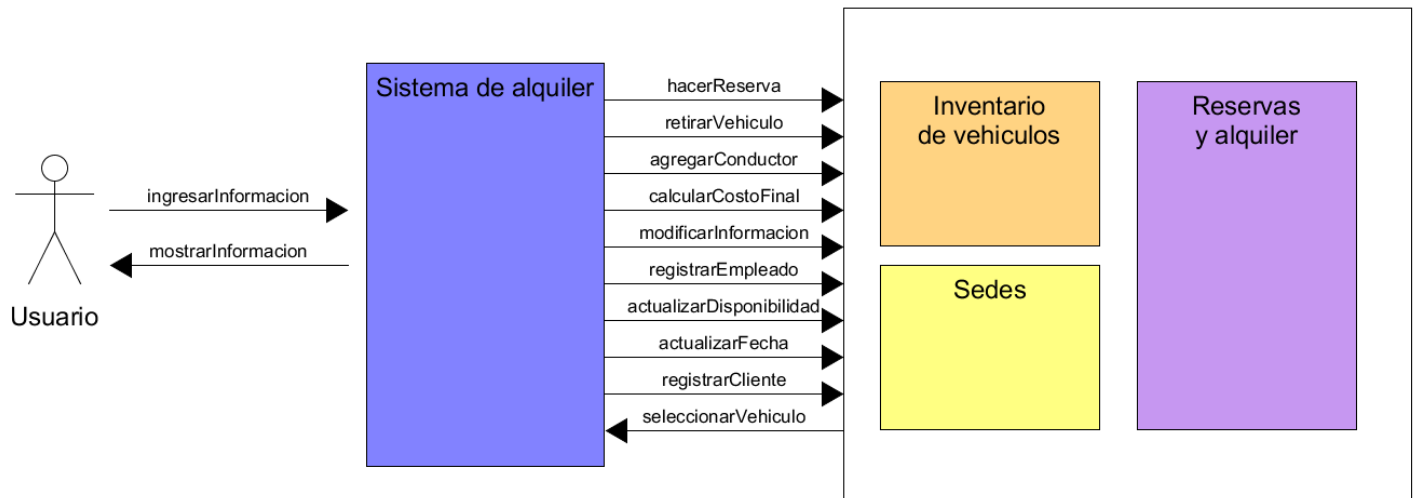 Sistema de alquiler
hacerReserva
retirarVehiculo
agregarConductor
calcularCostoFinal
modificarInformacion
registrarEmpleado
actualizarDisponibilidad
actualizarFecha
registrarCliente
seleccionarVehiculo
ingresarInformacion
mostrarInformacion
Usuario
Inventario
de vehiculos
Sedes
Reservas
y alquiler